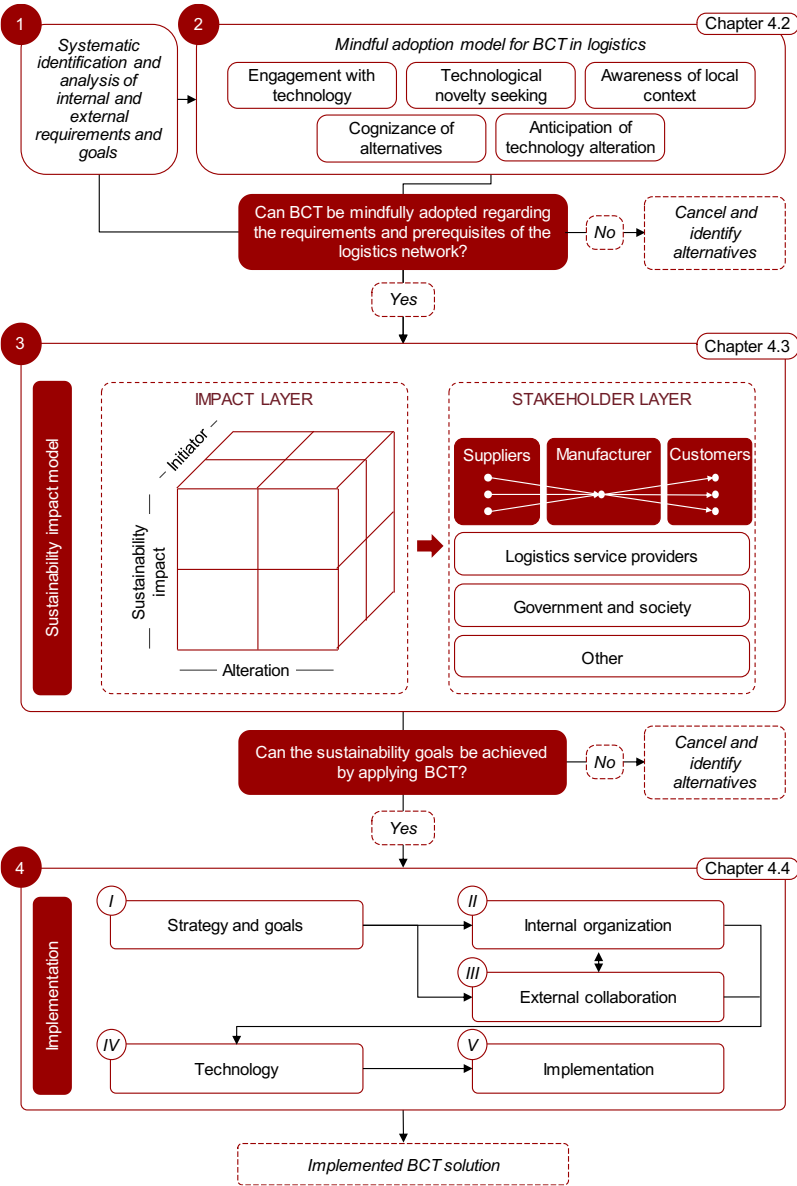 1
Systematic
identification and
analysis of
internal and
external
requirements and
goals
2
Chapter 4.2
Mindful adoption model for BCT in logistics
Engagement with
technology
Technological
novelty seeking
Awareness of local
context
Cognizance of
alternatives
Anticipation of
technology alteration
Can BCT be mindfully adopted regarding
the requirements and prerequisites of the
logistics network?
No
Cancel and
identify
alternatives
Yes
3
Chapter 4.3
Sustainability impact model
IMPACT LAYER
Initiator
Sustainability
impact
Alteration
STAKEHOLDER LAYER
Suppliers
Manufacturer
Customers
Logistics service providers
Government and society
Other
Can the sustainability goals be achieved
by applying BCT?
No
Cancel and
identify
alternatives
Yes
4
Chapter 4.4
Implementation
I
Strategy and goals
II
Internal organization
III
External collaboration
IV
Technology
V
Implementation
Implemented BCT solution